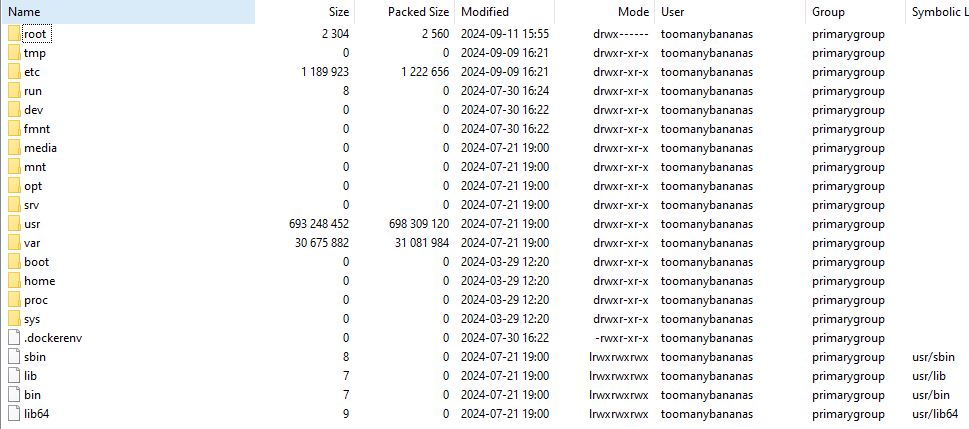 Name Size Packed Size Modified Mode User Group Symbolic L
root 2 304 2 560 2024-09-11 15:55 drwx------ toomanybananas primarygroup
tmp 0 0 2024-09-09 16:21 drwxr-xr-x toomanybananas primarygroup
etc 1 189 923 1 222 656 2024-09-09 16:21 drwxr-xr-x toomanybananas primarygroup
run 8 0 2024-07-30 16:24 drwxr-xr-x toomanybananas primarygroup
dev 0 0 2024-07-30 16:22 drwxr-xr-x toomanybananas primarygroup
fmnt 0 0 2024-07-30 16:22 drwxr-xr-x toomanybananas primarygroup
media 0 0 2024-07-21 19:00 drwxr-xr-x toomanybananas primarygroup
mnt 0 0 2024-07-21 19:00 drwxr-xr-x toomanybananas primarygroup
opt 0 0 2024-07-21 19:00 drwxr-xr-x toomanybananas primarygroup
srv 0 0 2024-07-21 19:00 drwxr-xr-x toomanybananas primarygroup
usr 693 248 452 698 309 120 2024-07-21 19:00 drwxr-xr-x toomanybananas primarygroup
var 30 675 882 31 081 984 2024-07-21 19:00 drwxr-xr-x toomanybananas primarygroup
boot 0 0 2024-03-29 12:20 drwxr-xr-x toomanybananas primarygroup
home 0 0 2024-03-29 12:20 drwxr-xr-x toomanybananas primarygroup
proc 0 0 2024-03-29 12:20 drwxr-xr-x toomanybananas primarygroup
sys 0 0 2024-03-29 12:20 drwxr-xr-x toomanybananas primarygroup
.dockerenv 0 0 2024-07-30 16:22 -rwxr-xr-x toomanybananas primarygroup
sbin 8 0 2024-07-21 19:00 lrwxrwxrwx toomanybananas primarygroup usr/sbin
lib 7 0 2024-07-21 19:00 lrwxrwxrwx toomanybananas primarygroup usr/lib
bin 7 0 2024-07-21 19:00 lrwxrwxrwx toomanybananas primarygroup usr/bin
lib64 9 0 2024-07-21 19:00 lrwxrwxrwx toomanybananas primarygroup usr/lib64